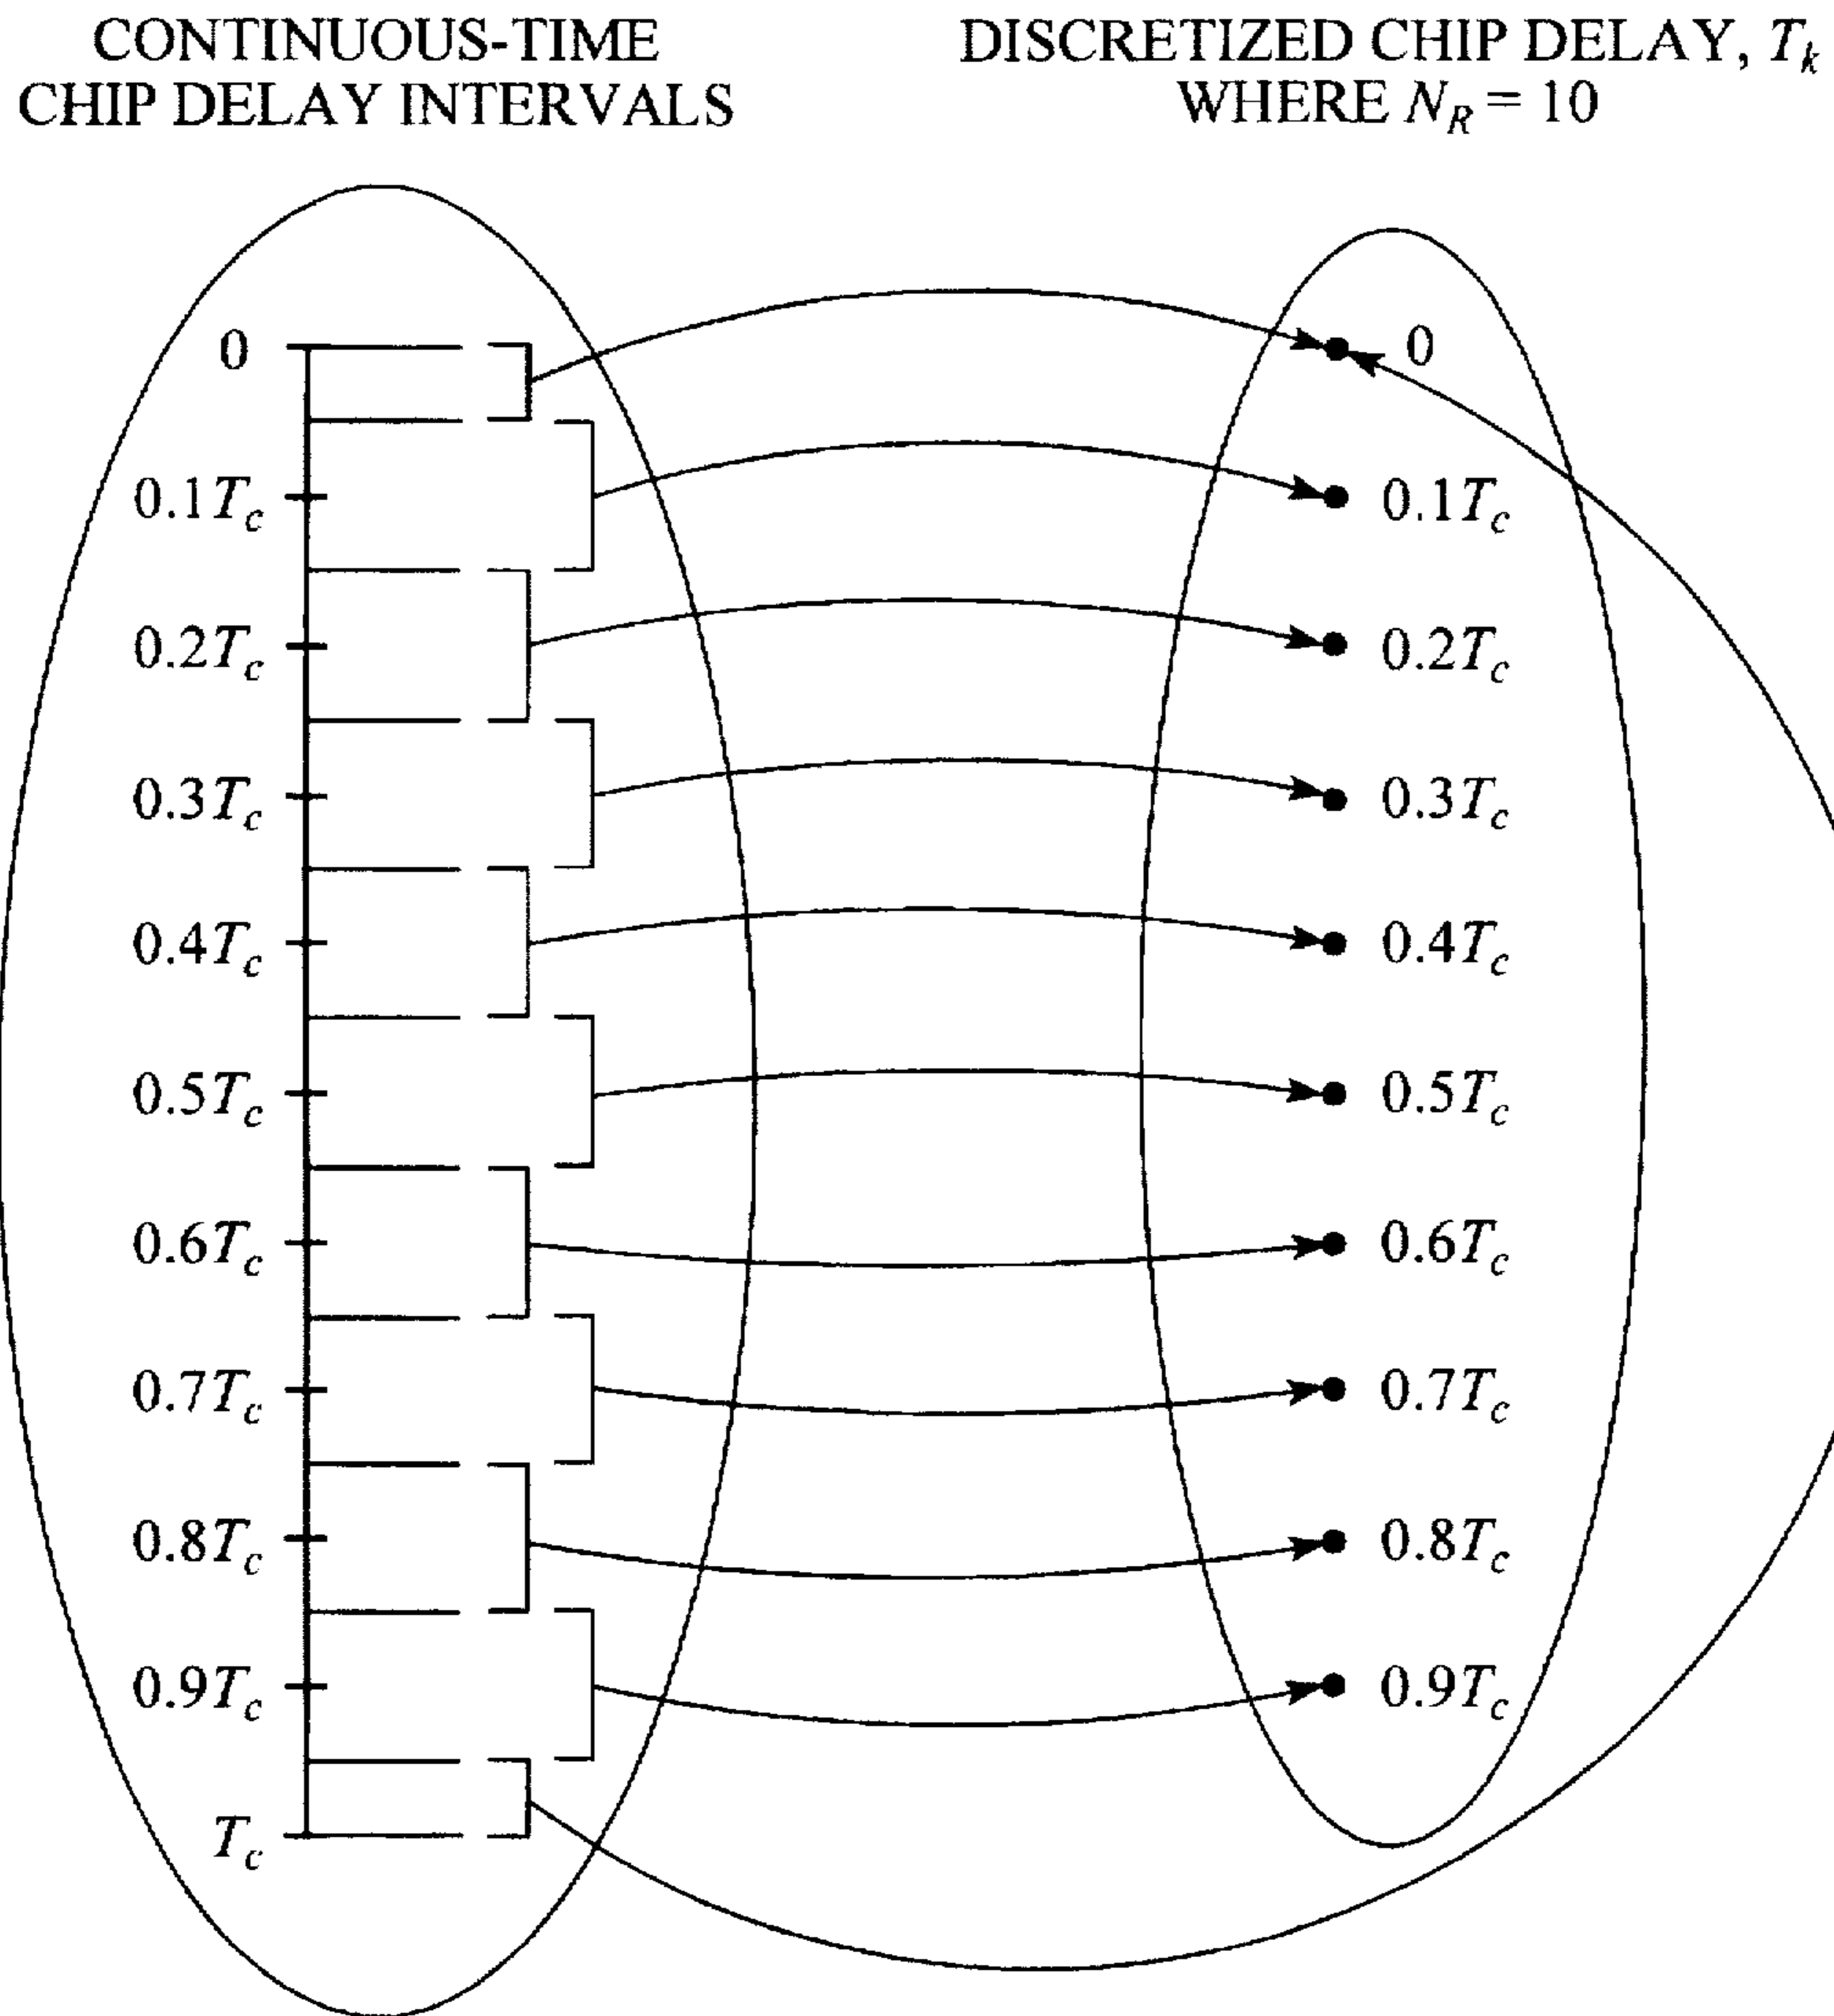 CONTINUOUS-TIME
CHIP DELAY INTERVALS
DISCRETIZED CHIP DELAY, Tₖ
WHERE N_R = 10
0
0.1T_c
0.2T_c
0.3T_c
0.4T_c
0.5T_c
0.6T_c
0.7T_c
0.8T_c
0.9T_c
T_c
0
0.1T_c
0.2T_c
0.3T_c
0.4T_c
0.5T_c
0.6T_c
0.7T_c
0.8T_c
0.9T_c